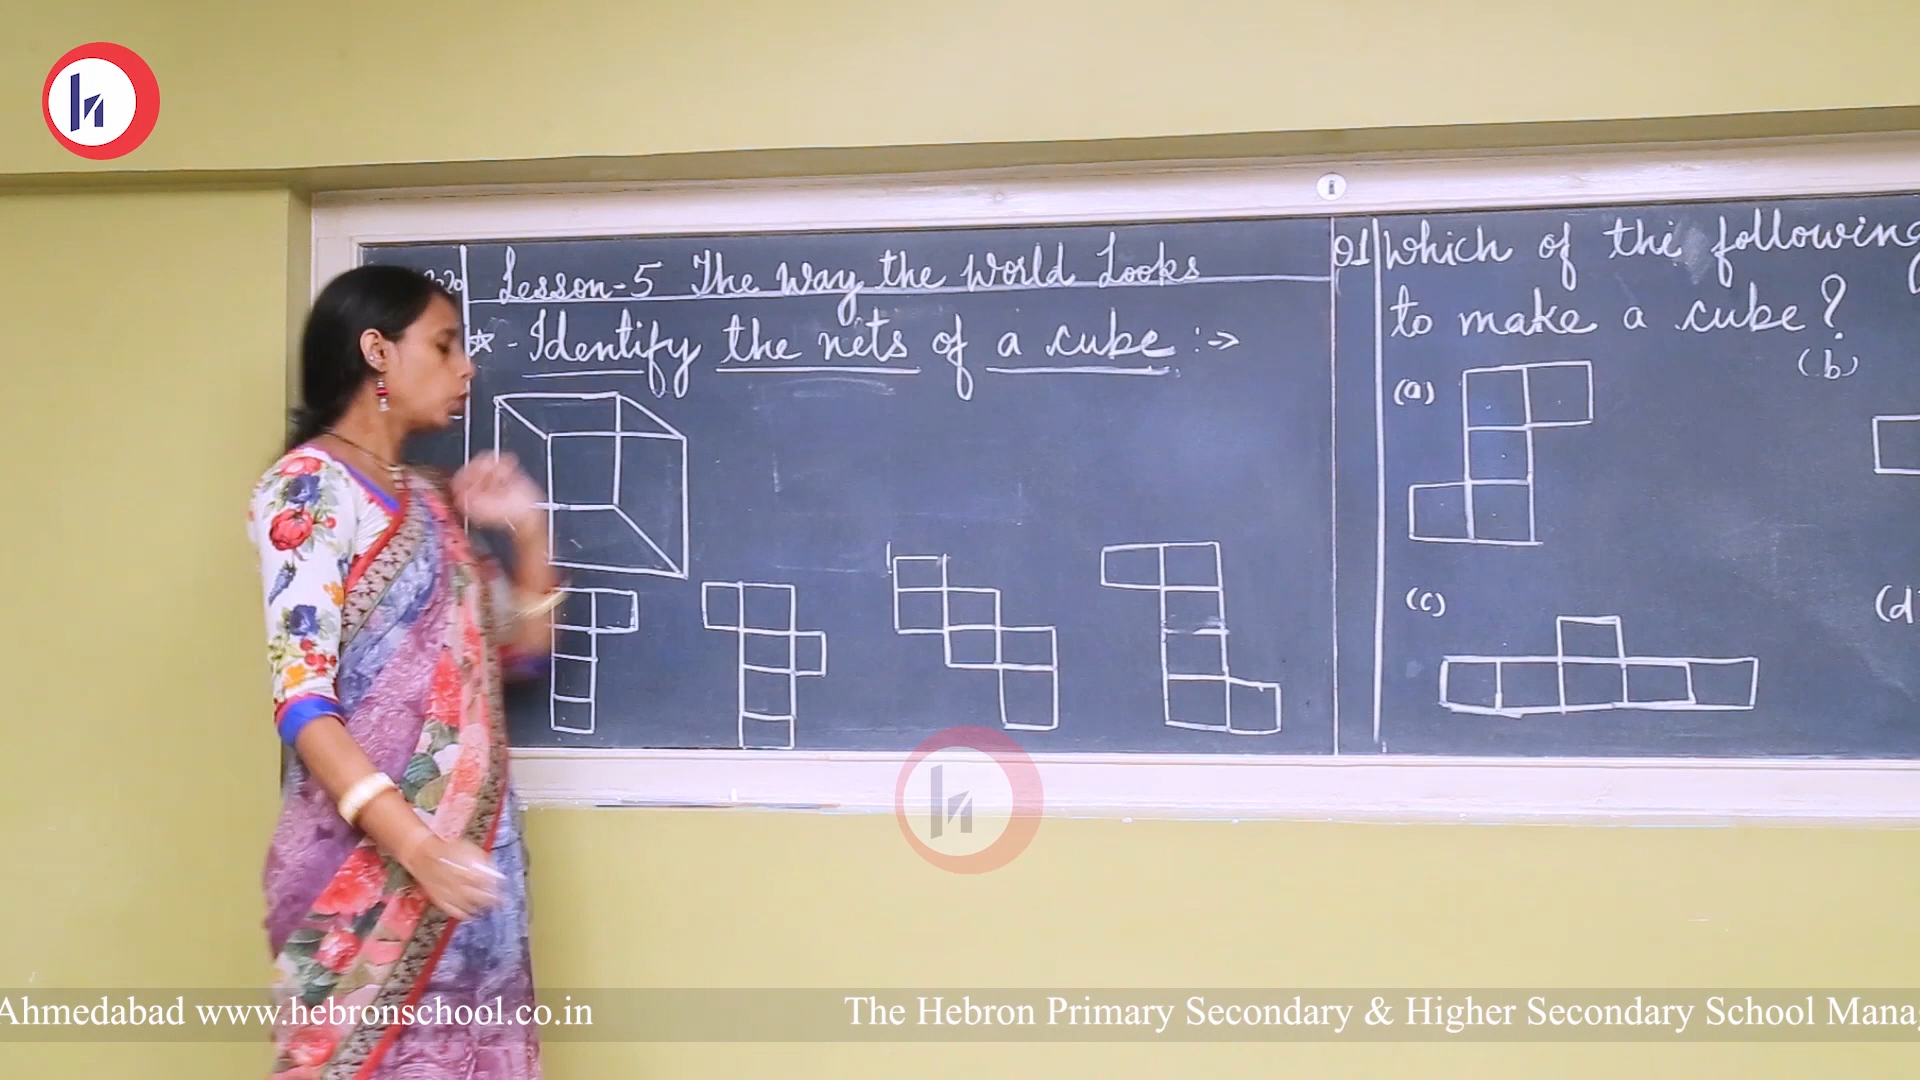 Lesson-5 The Way the World Looks
☆ - Identify the nets of a cube :→
Q1 Which of the following
to make a cube?
(a)
(b)
(c)
(d
Ahmedabad www.hebronschool.co.in
The Hebron Primary Secondary & Higher Secondary School Mana